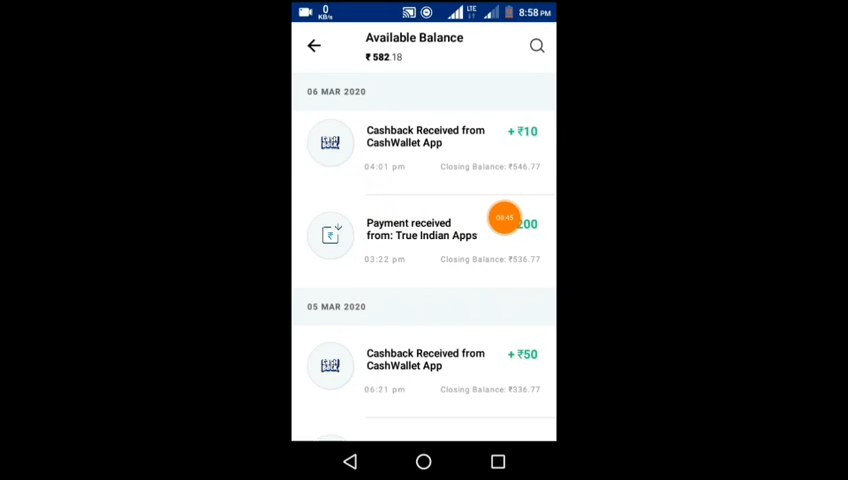 0
KB/s
LTE
8:58 PM
Available Balance
₹ 582.18
06 MAR 2020
Cashback Received from
CashWallet App
+ ₹10
04:01 pm
Closing Balance: ₹546.77
Payment received
from: True Indian Apps
00:45
200
03:22 pm
Closing Balance: ₹536.77
05 MAR 2020
Cashback Received from
CashWallet App
+ ₹50
06:21 pm
Closing Balance: ₹336.77